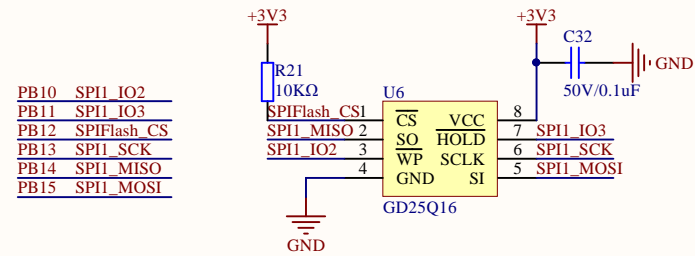 +3V3
+3V3
C32
GND
50V/0.1uF
R21
10KΩ
U6
PB10 SPI1_IO2
PB11 SPI1_IO3
PB12 SPIFlash_CS
PB13 SPI1_SCK
PB14 SPI1_MISO
PB15 SPI1_MOSI
SPIFlash_CS 1 CS VCC 8
SPI1_MISO 2 SO HOLD 7 SPI1_IO3
SPI1_IO2 3 WP SCLK 6 SPI1_SCK
4 GND SI 5 SPI1_MOSI
GD25Q16
GND